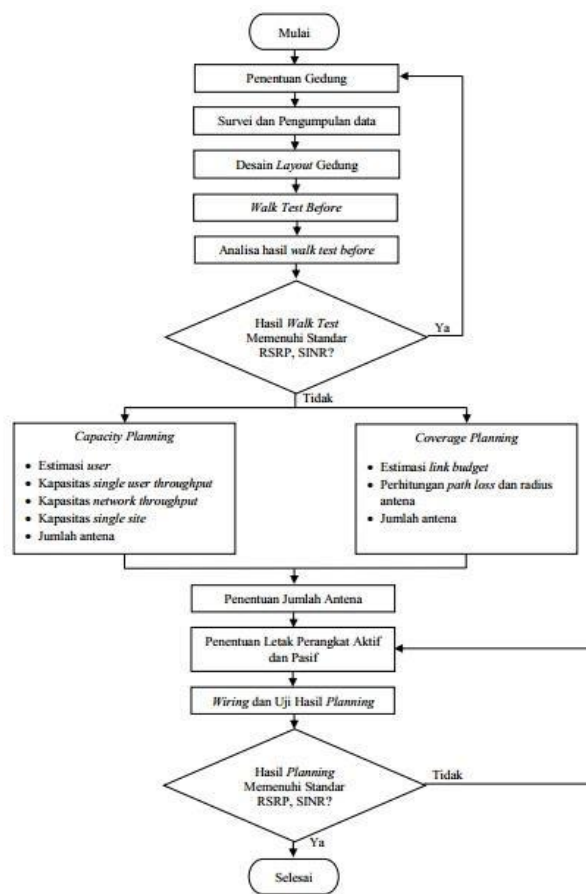 Mulai
Penentuan Gedung
Survei dan Pengumpulan data
Desain Layout Gedung
Walk Test Before
Analisa hasil walk test before
Hasil Walk Test
Memenuhi Standar
RSRP, SINR?
Ya
Tidak
Capacity Planning
• Estimasi user
• Kapasitas single user throughput
• Kapasitas network throughput
• Kapasitas single site
• Jumlah antena
Coverage Planning
• Estimasi link budget
• Perhitungan path loss dan radius
antena
• Jumlah antena
Penentuan Jumlah Antena
Penentuan Letak Perangkat Aktif
dan Pasif
Wiring dan Uji Hasil Planning
Hasil Planning
Memenuhi Standar
RSRP, SINR?
Tidak
Ya
Selesai